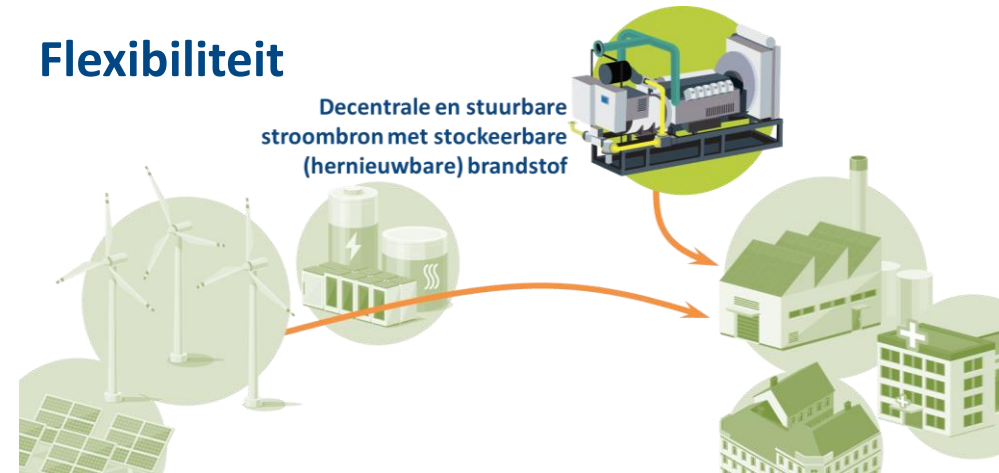 Flexibiliteit
Decentrale en stuurbare
stroombron met stockeerbare
(hernieuwbare) brandstof